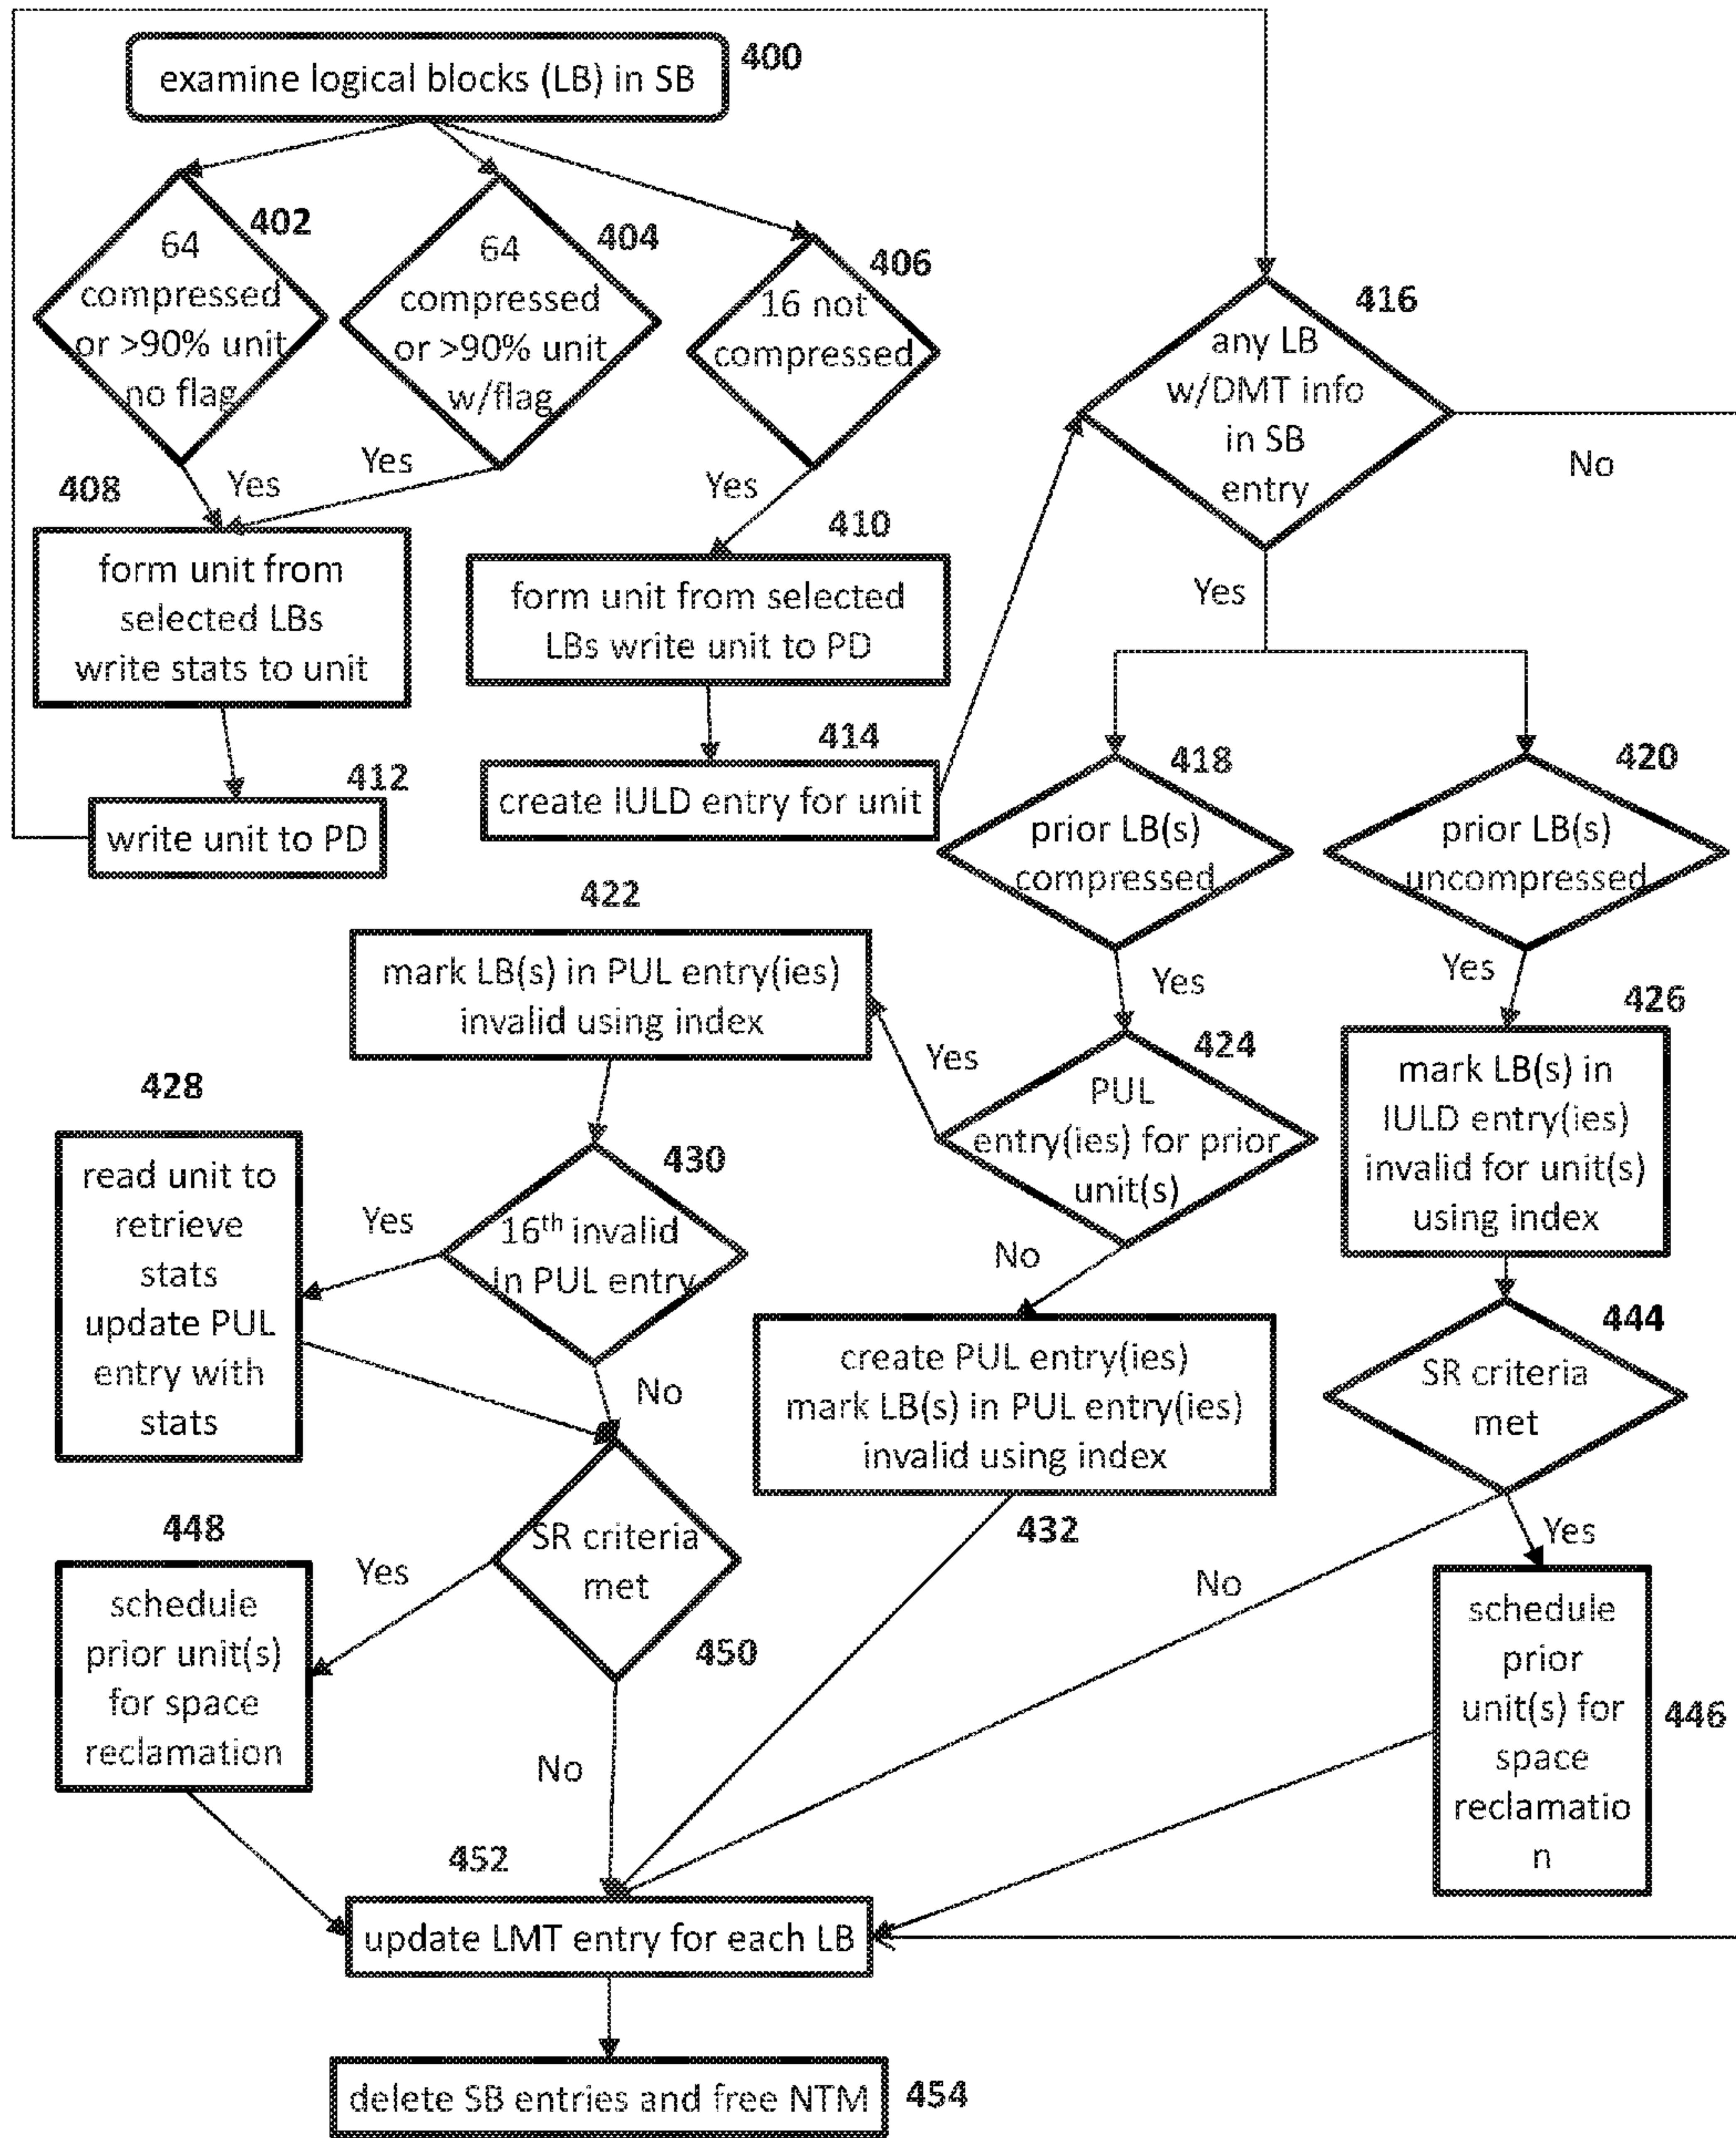 400
examine logical blocks (LB) in SB
402
64
compressed
or >90% unit
no flag
404
64
compressed
or >90% unit
w/flag
406
16 not
compressed
416
any LB
w/DMT info
in SB
entry
No
Yes
Yes
Yes
Yes
408
form unit from
selected LBs
write stats to unit
410
form unit from selected
LBs write unit to PD
412
write unit to PD
414
create IULD entry for unit
418
prior LB(s)
compressed
420
prior LB(s)
uncompressed
Yes
Yes
422
mark LB(s) in PUL entry(ies)
invalid using index
424
PUL
entry(ies) for prior
unit(s)
Yes
No
426
mark LB(s) in
IULD entry(ies)
invalid for unit(s)
using index
428
read unit to
retrieve
stats
update PUL
entry with
stats
430
16th invalid
in PUL entry
Yes
No
create PUL entry(ies)
mark LB(s) in PUL entry(ies)
invalid using index
432
444
SR criteria
met
Yes
No
448
schedule
prior unit(s)
for space
reclamation
Yes
SR criteria
met
450
No
schedule
prior
unit(s) for
space
reclamatio
n
446
452
update LMT entry for each LB
delete SB entries and free NTM
454